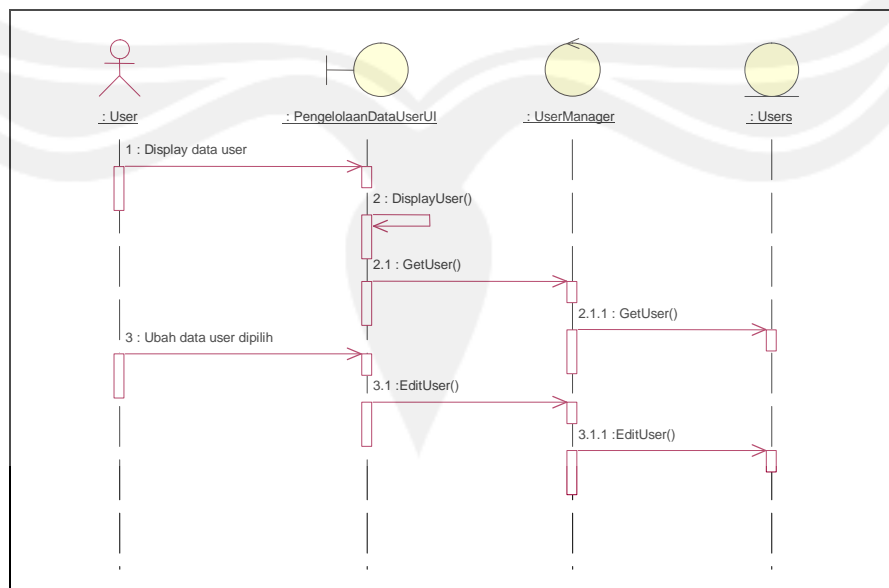 : User
: PengelolaanDataUserUI
: UserManager
: Users
1 : Display data user
2 : DisplayUser()
2.1 : GetUser()
2.1.1 : GetUser()
3 : Ubah data user dipilih
3.1 :EditUser()
3.1.1 :EditUser()